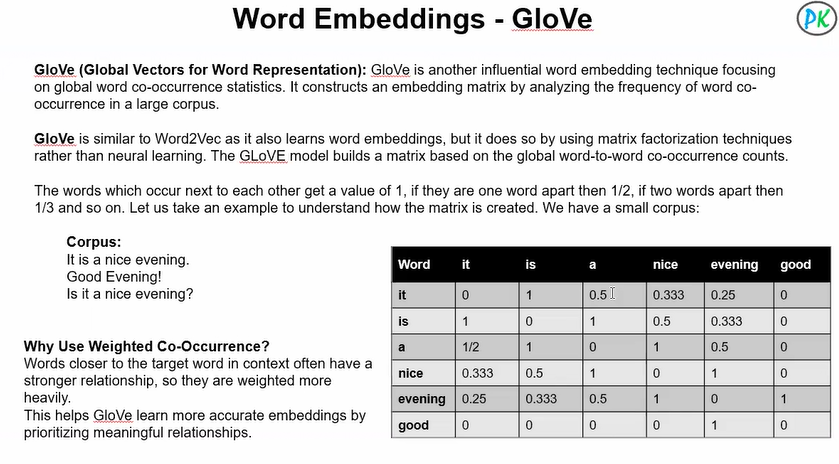 Word Embeddings - GloVe
PK
GloVe (Global Vectors for Word Representation): GloVe is another influential word embedding technique focusing
on global word co-occurrence statistics. It constructs an embedding matrix by analyzing the frequency of word co-
occurrence in a large corpus.
GloVe is similar to Word2Vec as it also learns word embeddings, but it does so by using matrix factorization techniques
rather than neural learning. The GLoVE model builds a matrix based on the global word-to-word co-occurrence counts.
The words which occur next to each other get a value of 1, if they are one word apart then 1/2, if two words apart then
1/3 and so on. Let us take an example to understand how the matrix is created. We have a small corpus:
Corpus:
It is a nice evening.
Good Evening!
Is it a nice evening?
Why Use Weighted Co-Occurrence?
Words closer to the target word in context often have a
stronger relationship, so they are weighted more
heavily.
This helps GloVe learn more accurate embeddings by
prioritizing meaningful relationships.
Word it is a nice evening good
it 0 1 0.5 0.333 0.25 0
is 1 0 1 0.5 0.333 0
a 1/2 1 0 1 0.5 0
nice 0.333 0.5 1 0 1 0
evening 0.25 0.333 0.5 1 0 1
good 0 0 0 0 1 0